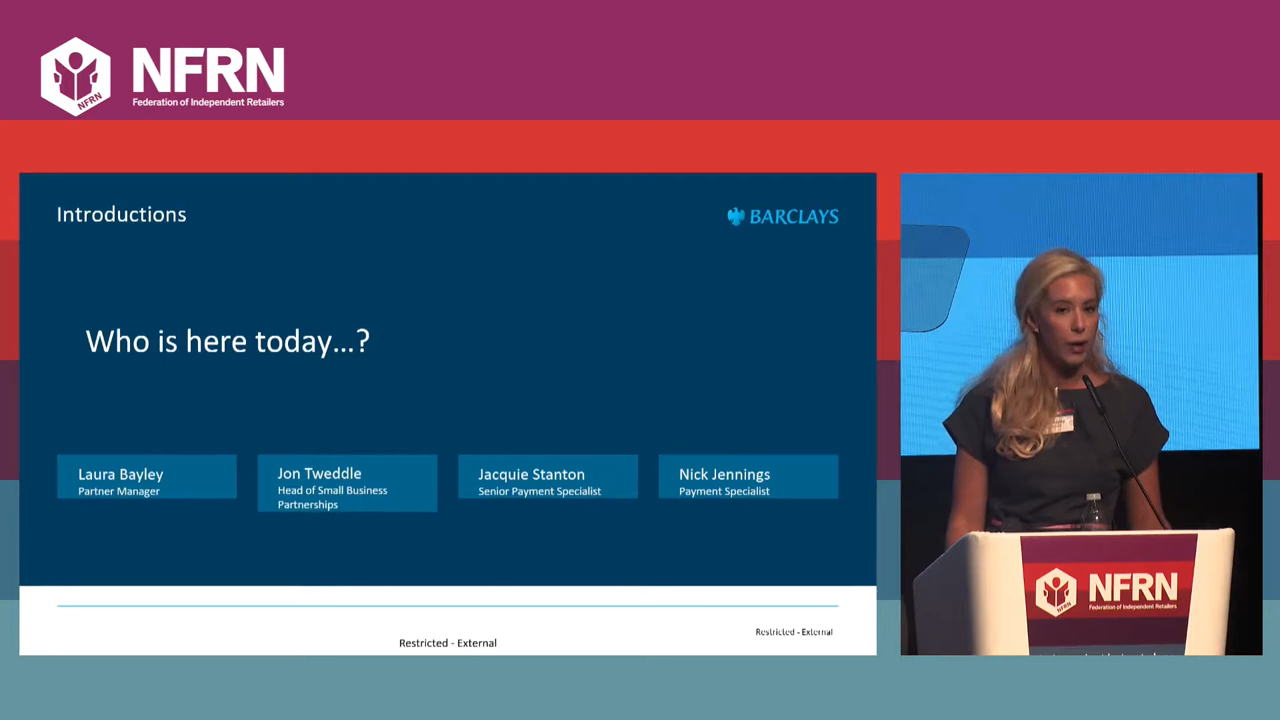 NFRN
Federation of Independent Retailers
NFRN
Introductions
BARCLAYS
Who is here today...?
Laura Bayley
Partner Manager
Jon Tweddle
Head of Small Business
Partnerships
Jacquie Stanton
Senior Payment Specialist
Nick Jennings
Payment Specialist
Restricted - External
Restricted - External
NFRN
Federation of Independent Retailers
NFRN